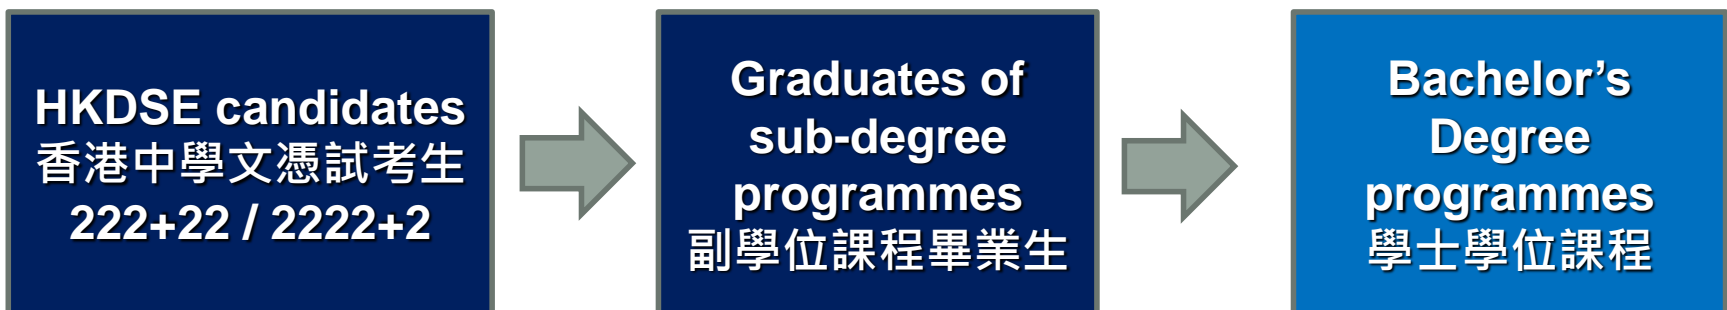 HKDSE candidates
香港中學文憑試考生
222+22 / 2222+2
Graduates of
sub-degree
programmes
副學位課程畢業生
Bachelor’s
Degree
programmes
學士學位課程